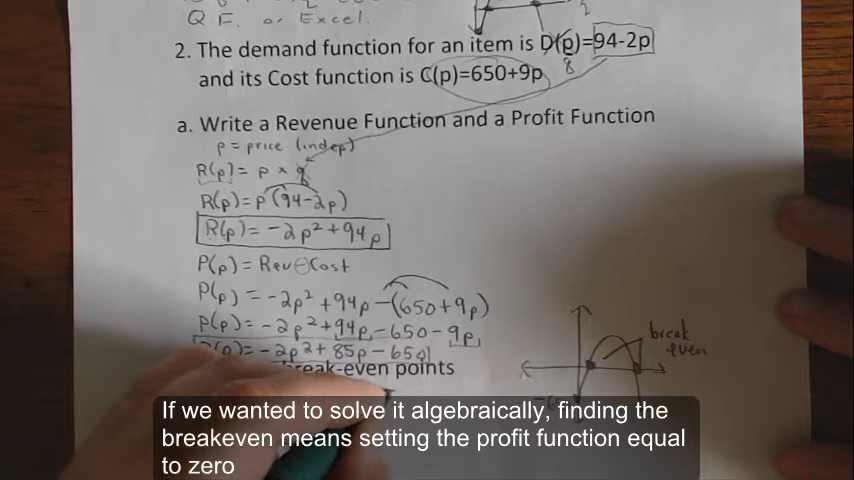 Q.F. or Excel.
2. The demand function for an item is D(p)=94-2p
8
and its Cost function is C(p)=650+9p
a. Write a Revenue Function and a Profit Function
p = price (indep)
R(p) = p × q
R(p) = p (94-2p)
R(p) = -2p² + 94p
P(p) = Rev - Cost
P(p) = -2p² + 94p - (650 + 9p)
P(p) = -2p² + 94p - 650 - 9p
P(p) = -2p² + 85p - 650
break-even points
break
even
If we wanted to solve it algebraically, finding the
breakeven means setting the profit function equal
to zero